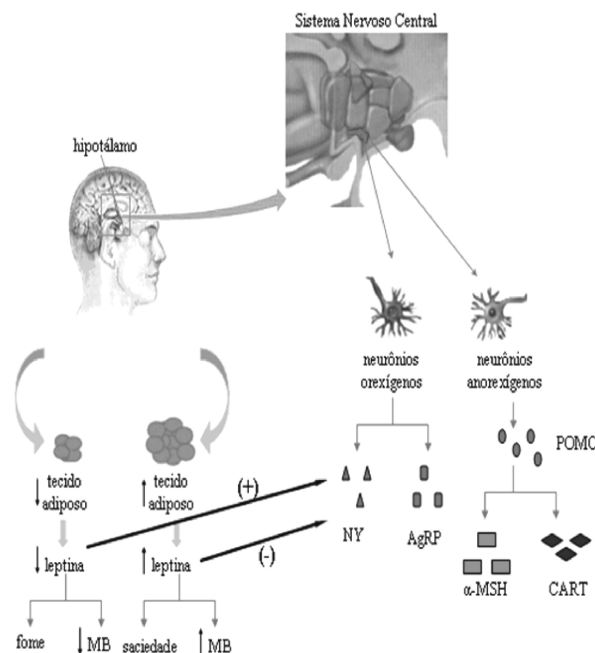 Sistema Nervoso Central
hipotálamo
neurônios
orexígenos
neurônios
anorexígenos
POMC
↓ tecido
adiposo
↑ tecido
adiposo
(+)
(-)
NY
AgRP
α-MSH
CART
↓ leptina
↑ leptina
fome
↓ MB
saciedade
↑ MB